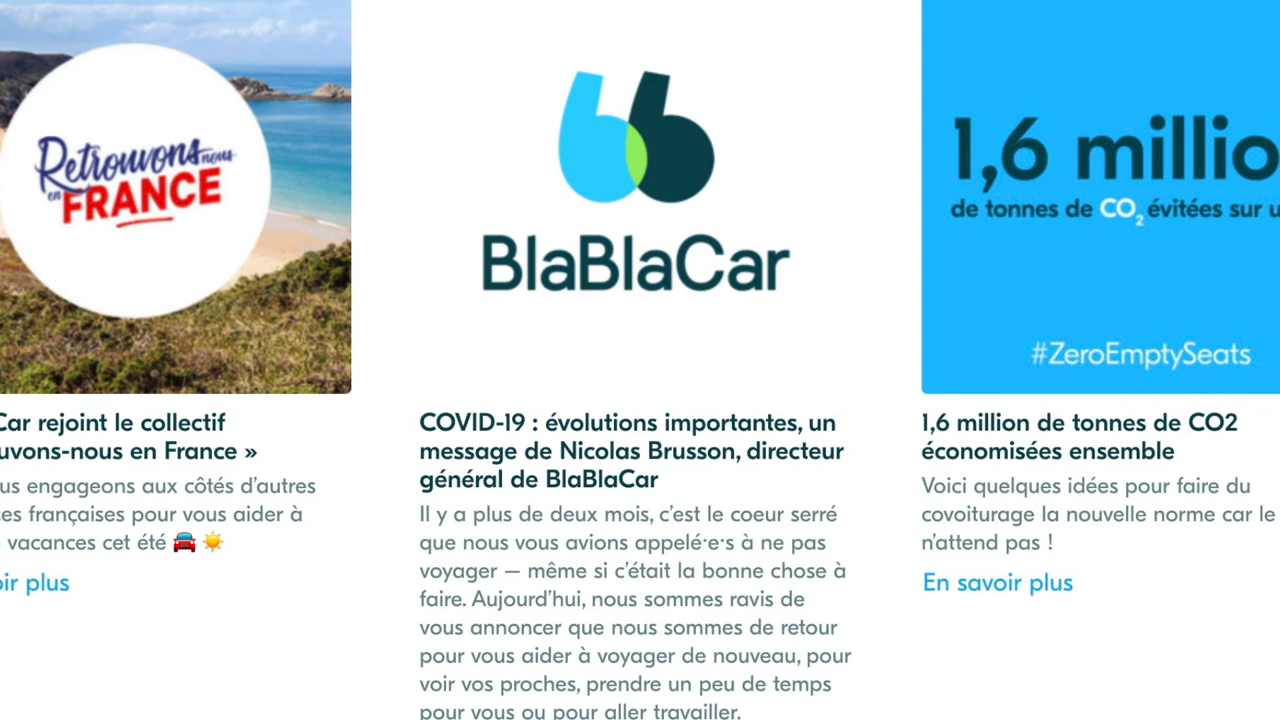 Retrouvons nous
en FRANCE
Car rejoint le collectif
uvons-nous en France »
us engageons aux côtés d'autres
es françaises pour vous aider à
vacances cet été 🚘 ☀️
oir plus
BlaBlaCar
COVID-19 : évolutions importantes, un
message de Nicolas Brusson, directeur
général de BlaBlaCar
Il y a plus de deux mois, c'est le coeur serré
que nous vous avions appelé·e·s à ne pas
voyager – même si c'était la bonne chose à
faire. Aujourd'hui, nous sommes ravis de
vous annoncer que nous sommes de retour
pour vous aider à voyager de nouveau, pour
voir vos proches, prendre un peu de temps
pour vous ou pour aller travailler.
1,6 millio
de tonnes de CO2 évitées sur u
#ZeroEmptySeats
1,6 million de tonnes de CO2
économisées ensemble
Voici quelques idées pour faire du
covoiturage la nouvelle norme car le
n'attend pas !
En savoir plus